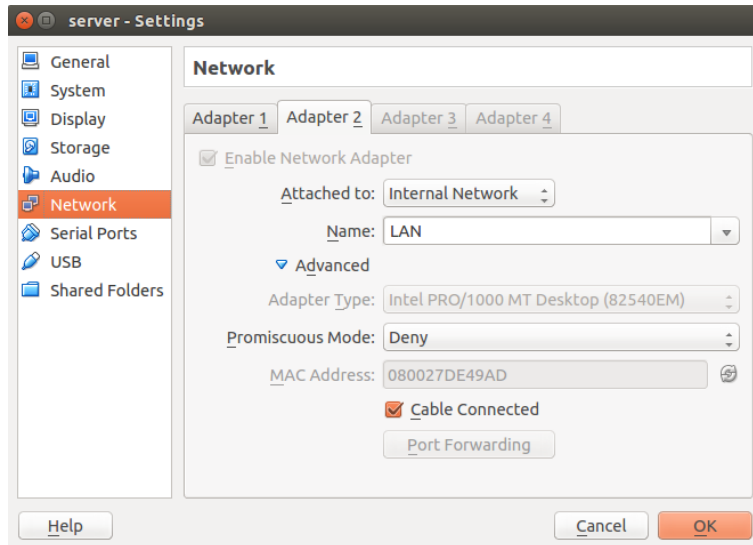 server - Settings
General
System
Display
Storage
Audio
Network
Serial Ports
USB
Shared Folders
Network
Adapter 1 Adapter 2 Adapter 3 Adapter 4
Enable Network Adapter
Attached to: Internal Network
Name: LAN
Advanced
Adapter Type: Intel PRO/1000 MT Desktop (82540EM)
Promiscuous Mode: Deny
MAC Address: 080027DE49AD
Cable Connected
Port Forwarding
Help Cancel OK